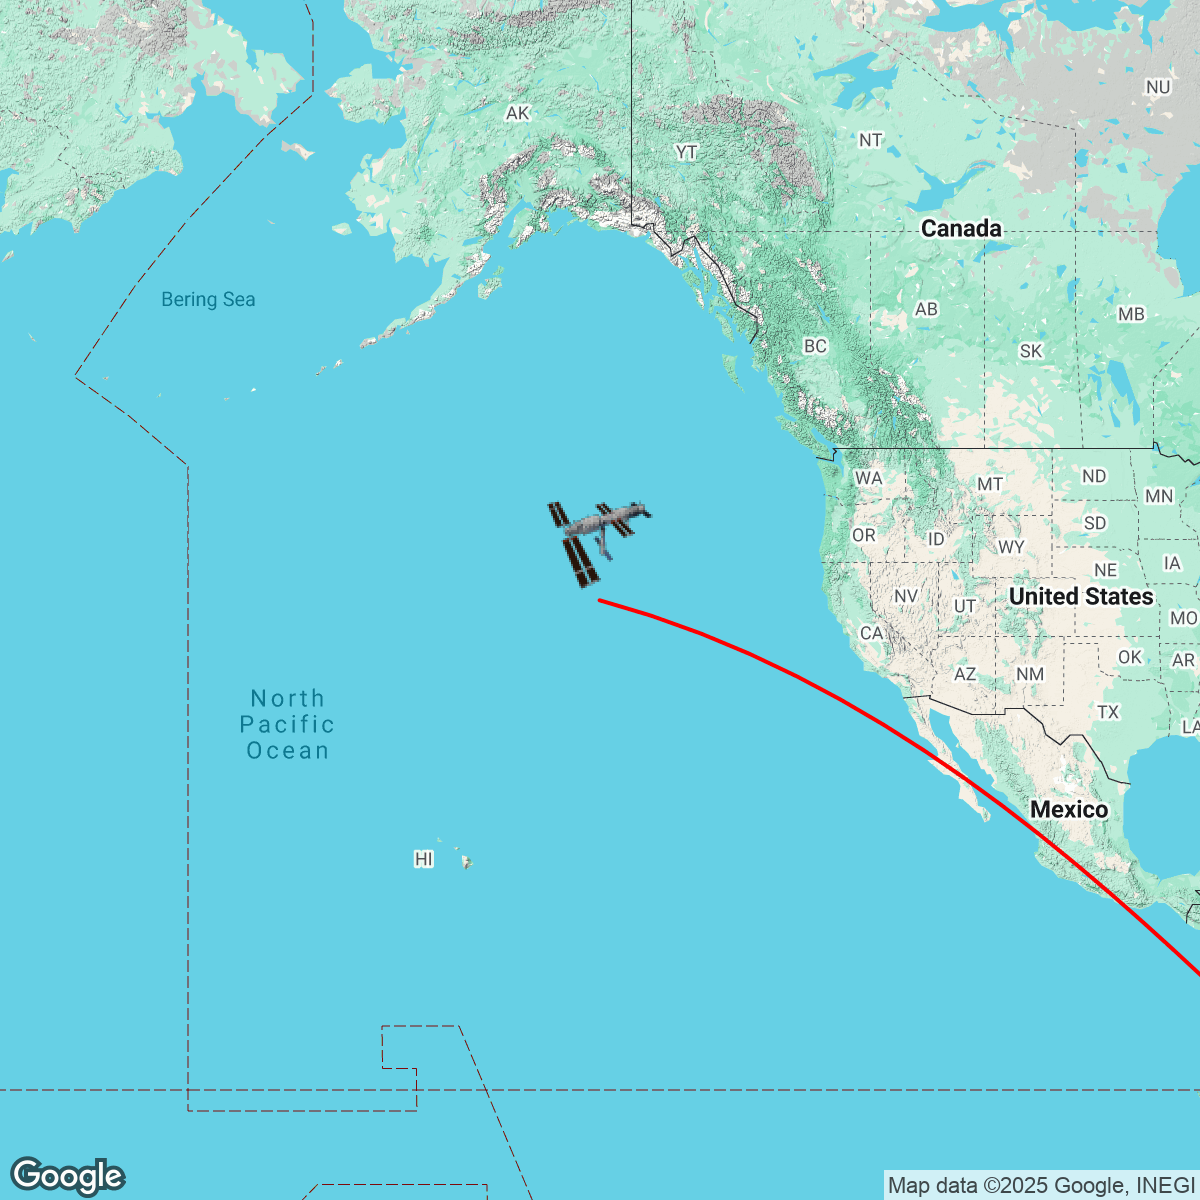 NU
AK
NT
YT
Canada
Bering Sea
AB
MB
BC
SK
WA
MT
ND
MN
OR
ID
SD
WY
NE
IA
NV
UT
United States
MO
CA
OK
AR
AZ
NM
North
Pacific
Ocean
TX
LA
Mexico
HI
Google
Map data ©2025 Google, INEGI